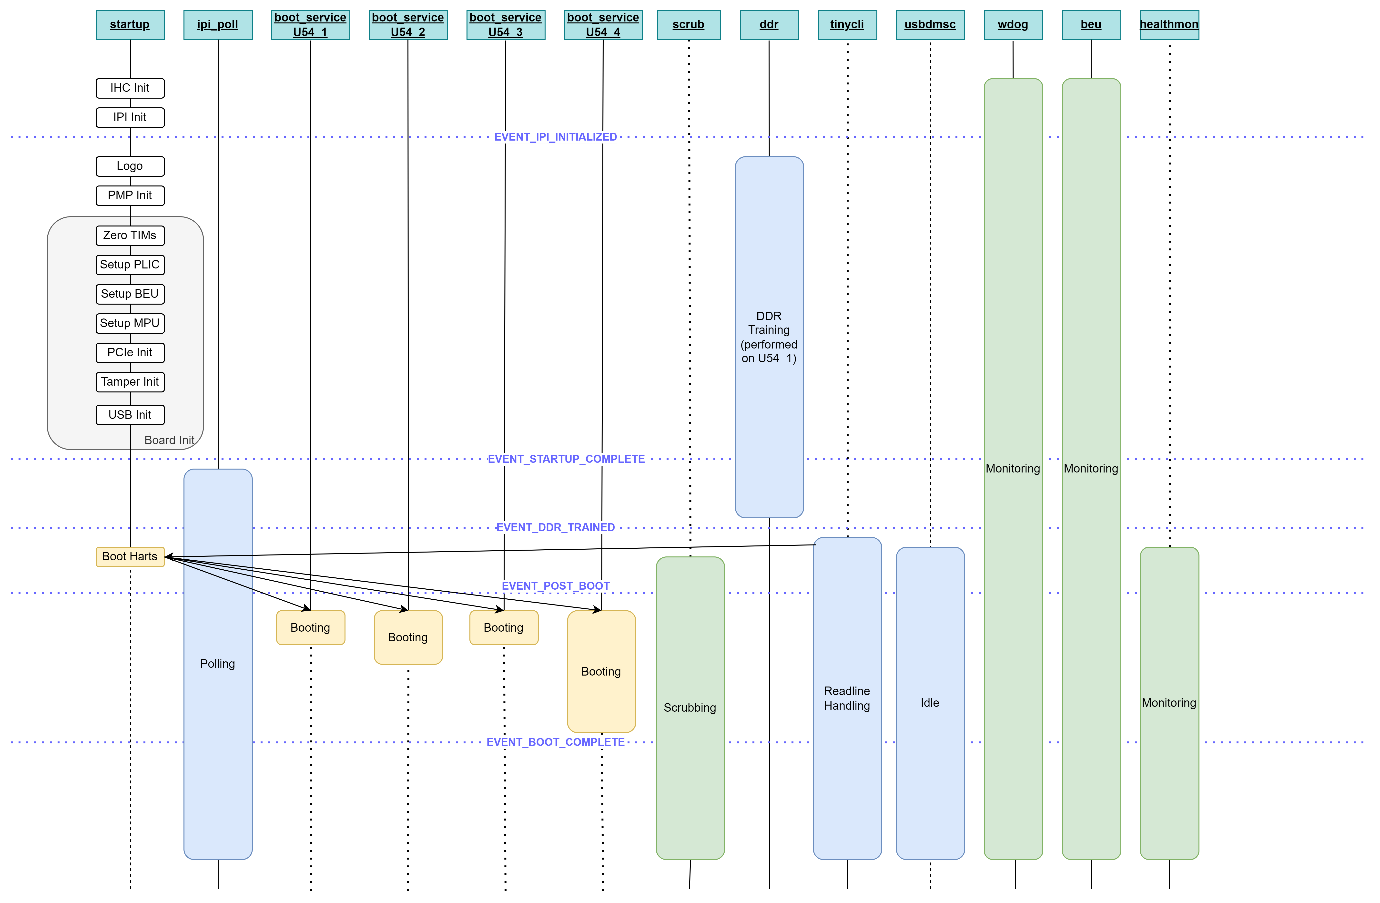 startup
ipi_poll
boot_service
U54_1
boot_service
U54_2
boot_service
U54_3
boot_service
U54_4
scrub
ddr
tinycli
usbdmsc
wdog
beu
healthmon
IHC Init
IPI Init
EVENT_IPI_INITIALIZED
Logo
PMP Init
Zero TIMs
Setup PLIC
Setup BEU
Setup MPU
PCIe Init
Tamper Init
USB Init
Board Init
DDR
Training
(performed
on U54_1)
EVENT_STARTUP_COMPLETE
Monitoring
Monitoring
EVENT_DDR_TRAINED
Boot Harts
EVENT_POST_BOOT
Booting
Booting
Booting
Booting
Polling
Scrubbing
Readline
Handling
Idle
Monitoring
EVENT_BOOT_COMPLETE